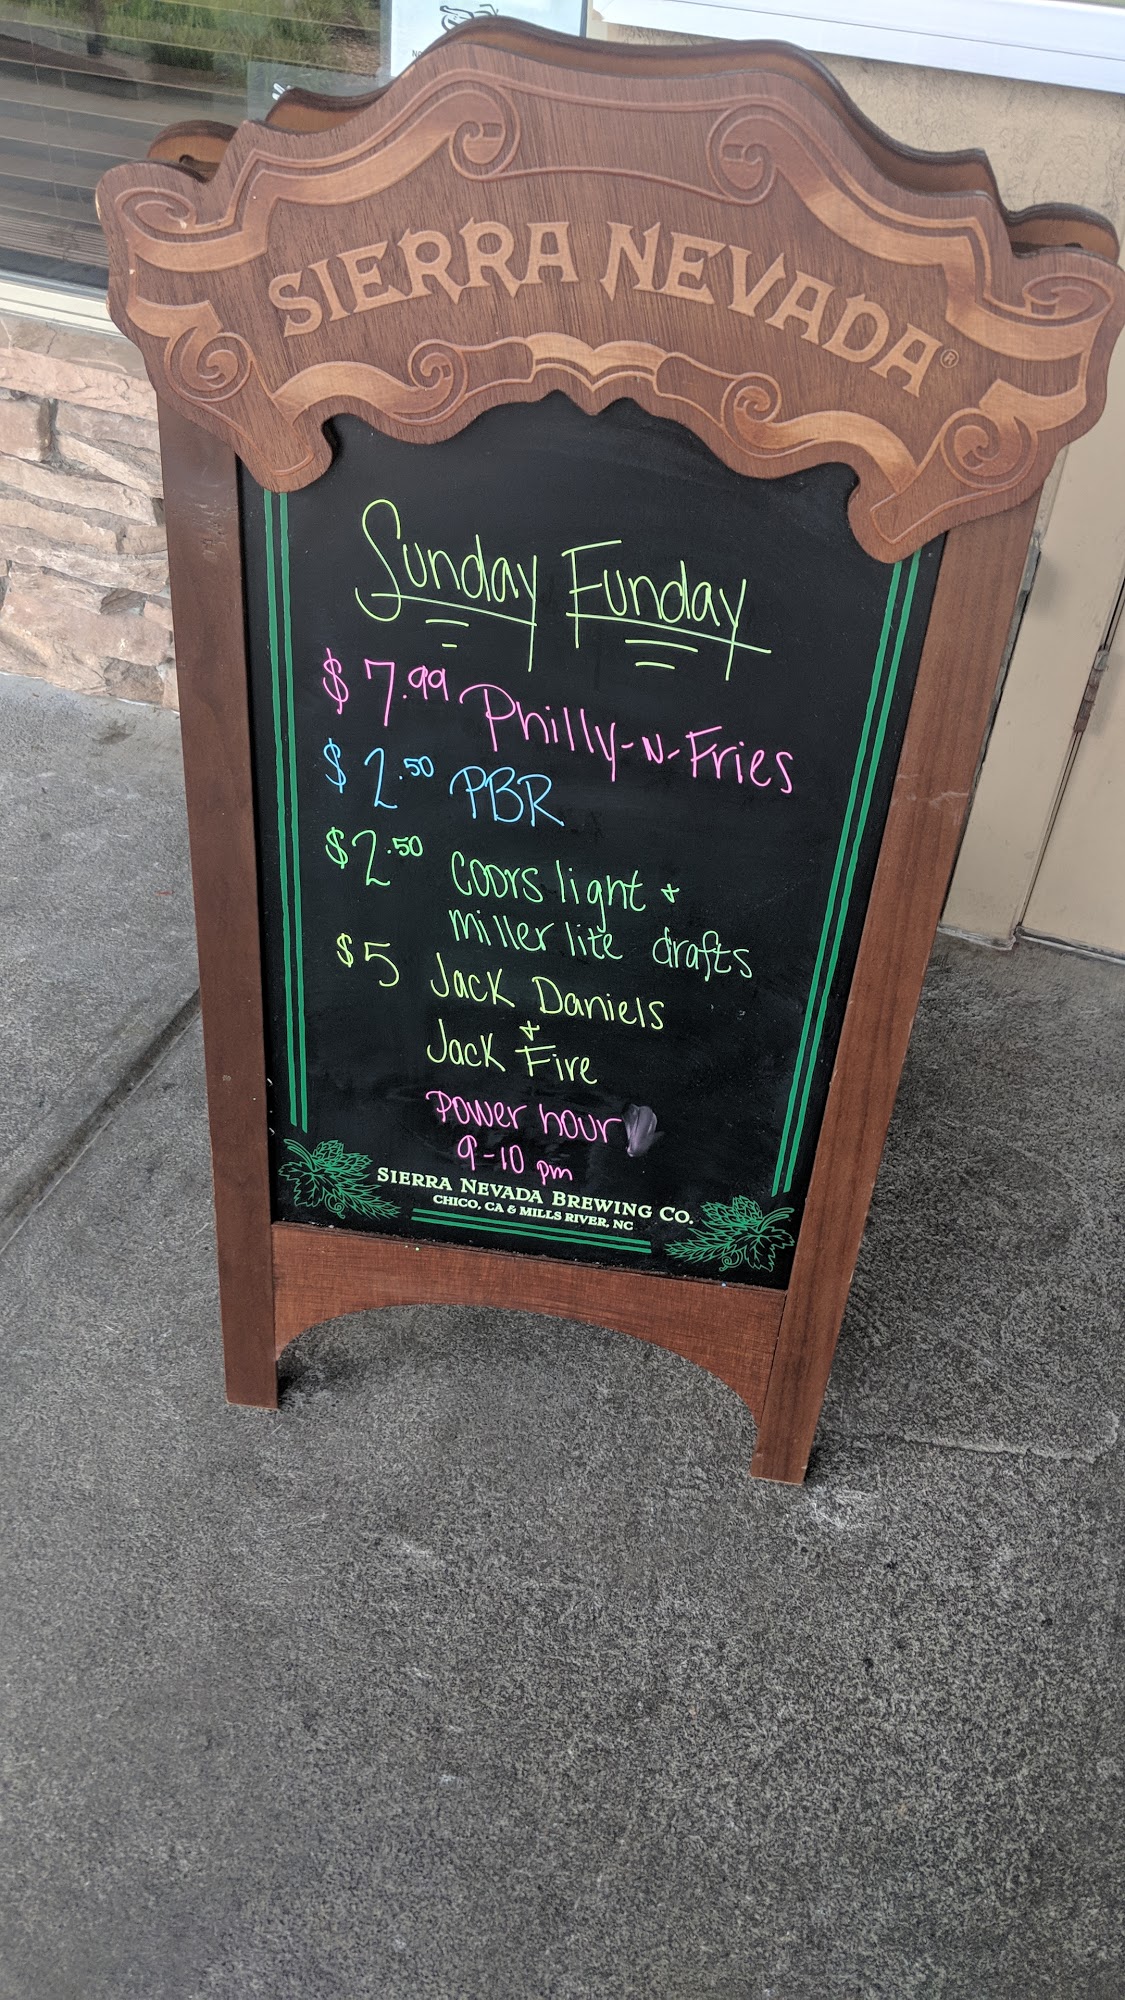 SIERRA NEVADA®
Sunday Funday
$7.99 Philly-N-Fries
$2.50 PBR
$2.50 Coors light +
miller lite drafts
$5 Jack Daniels
+
Jack Fire
Power hour
9-10 pm
SIERRA NEVADA BREWING CO.
CHICO, CA & MILLS RIVER, NC